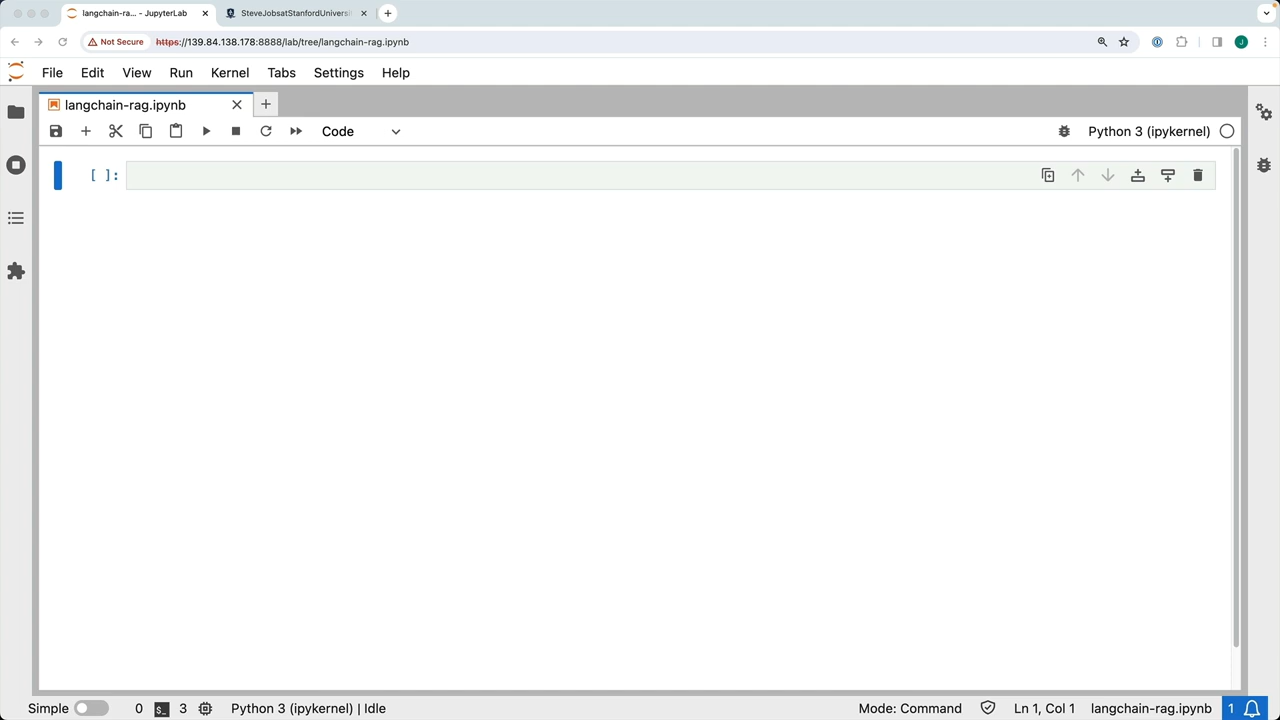 langchain-ra... - JupyterLab
SteveJobsatStanfordUniversi
Not Secure
https://139.84.138.178:8888/lab/tree/langchain-rag.ipynb
J
File Edit View Run Kernel Tabs Settings Help
langchain-rag.ipynb
Code
Python 3 (ipykernel)
[ ]:
Simple
0
$_
3
Python 3 (ipykernel) | Idle
Mode: Command
Ln 1, Col 1
langchain-rag.ipynb
1